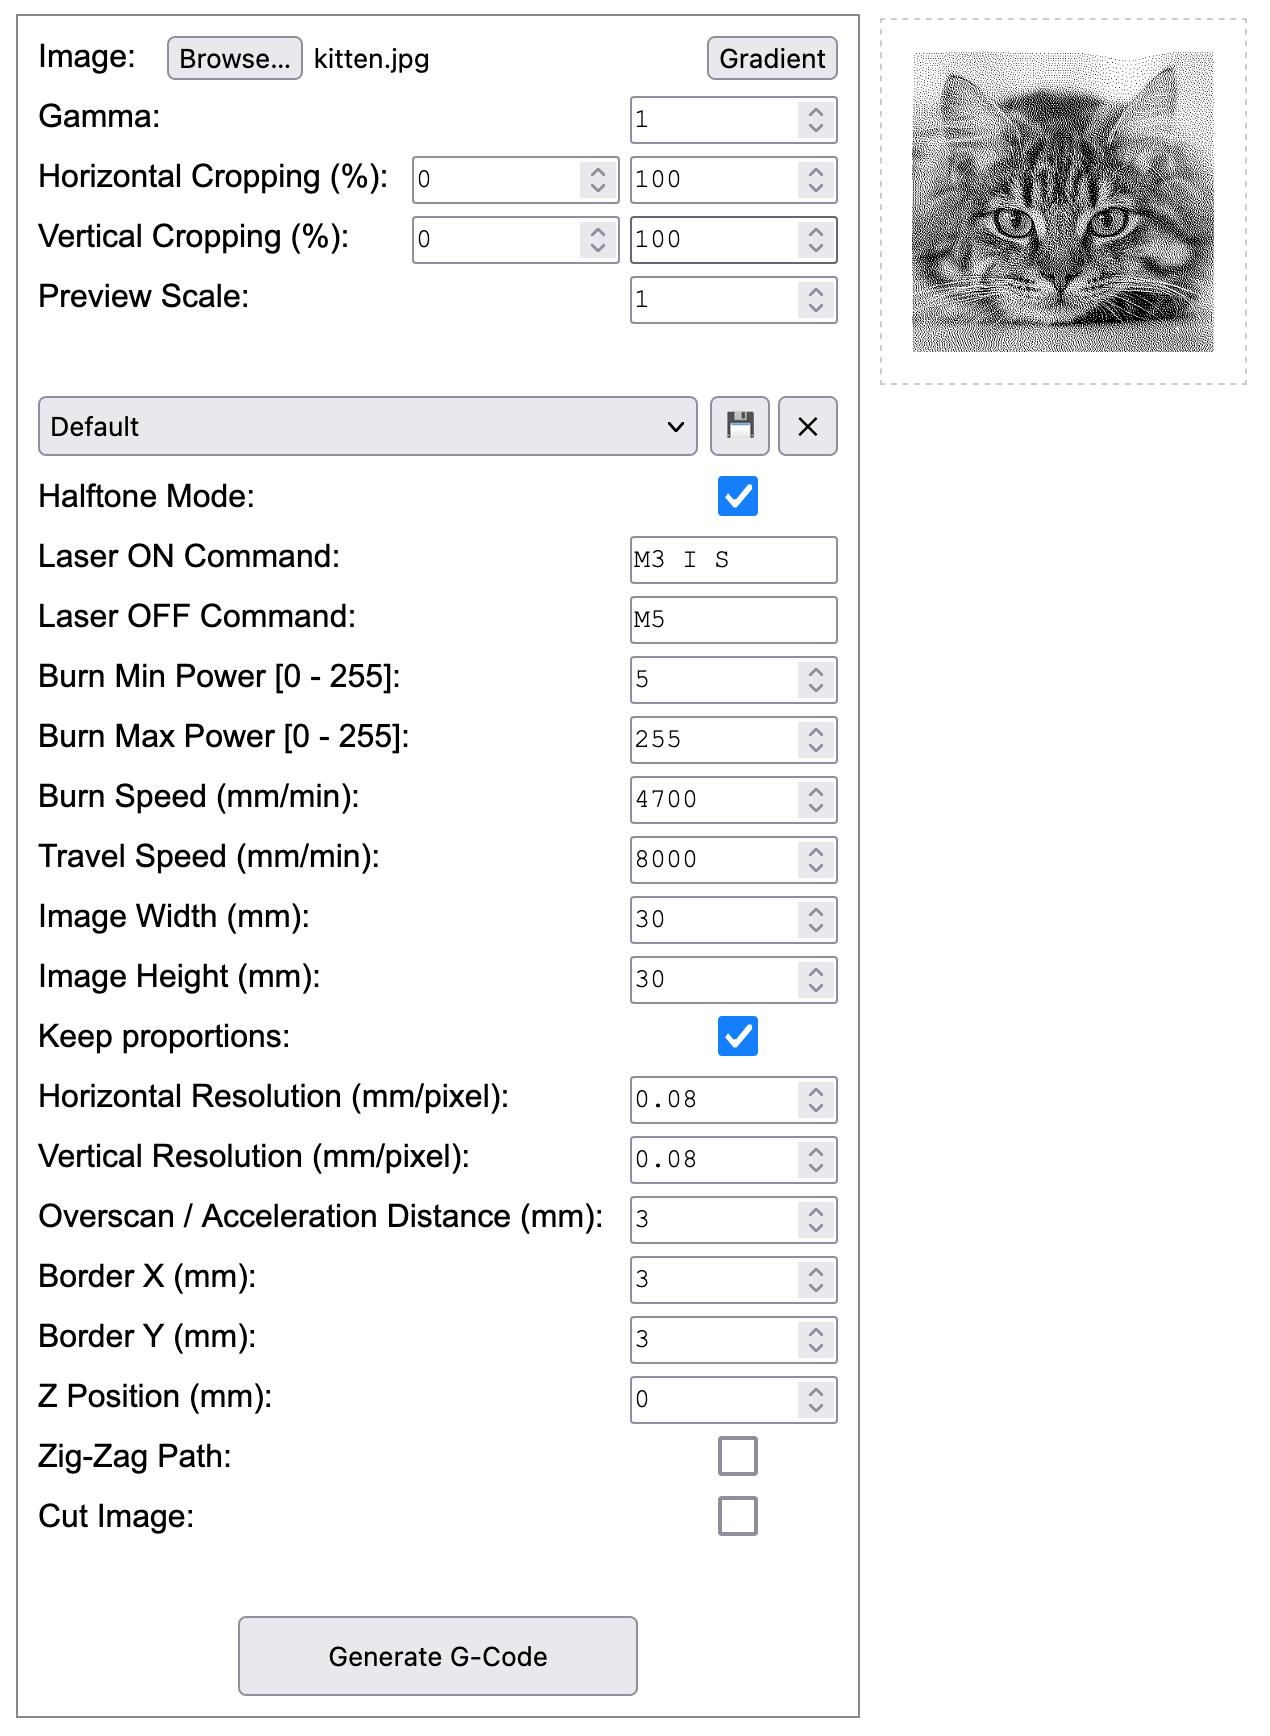 Image: Browse... kitten.jpg Gradient
Gamma: 1
Horizontal Cropping (%): 0 100
Vertical Cropping (%): 0 100
Preview Scale: 1
Default
Halftone Mode:
Laser ON Command: M3 I S
Laser OFF Command: M5
Burn Min Power [0 - 255]: 5
Burn Max Power [0 - 255]: 255
Burn Speed (mm/min): 4700
Travel Speed (mm/min): 8000
Image Width (mm): 30
Image Height (mm): 30
Keep proportions:
Horizontal Resolution (mm/pixel): 0.08
Vertical Resolution (mm/pixel): 0.08
Overscan / Acceleration Distance (mm): 3
Border X (mm): 3
Border Y (mm): 3
Z Position (mm): 0
Zig-Zag Path:
Cut Image:
Generate G-Code